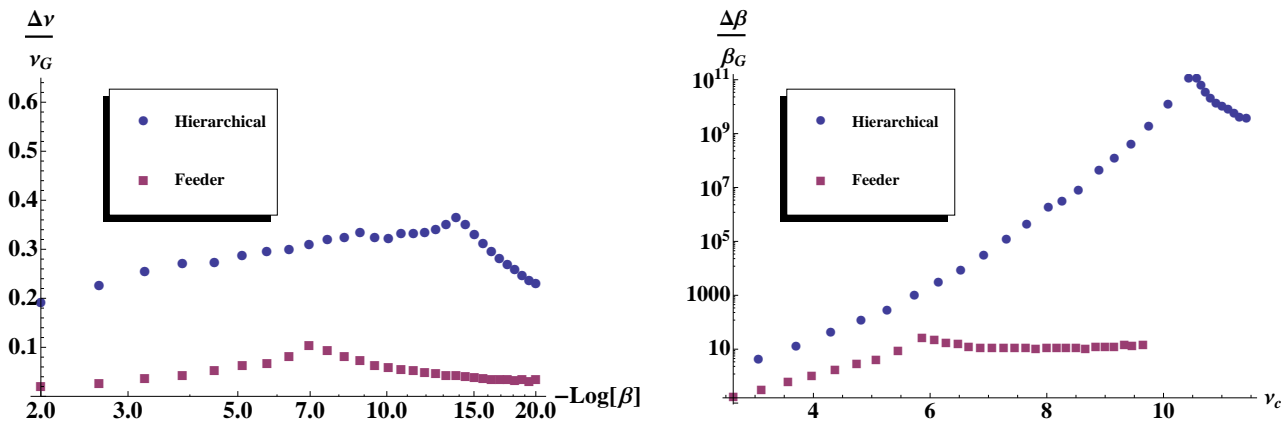 Δν
ν_G
0.6
0.5
0.4
0.3
0.2
0.1
Hierarchical
Feeder
2.0 3.0 5.0 7.0 10.0 15.0 20.0
−Log[β]
Δβ
β_G
10^11
10^9
10^7
10^5
1000
10
Hierarchical
Feeder
4 6 8 10
ν_c